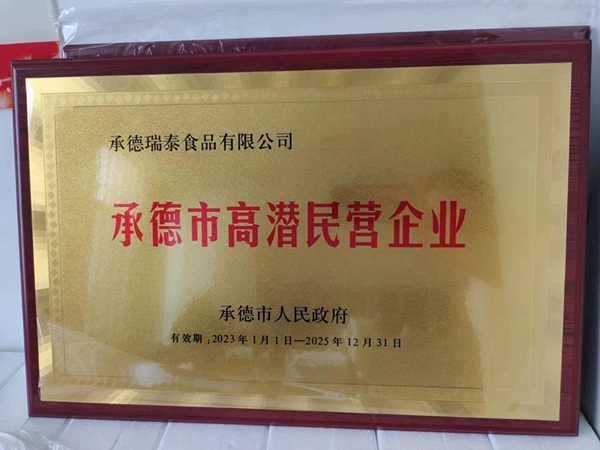 承德瑞泰食品有限公司
承德市高潜民营企业
承德市人民政府
有效期:2023年1月1日—2025年12月31日